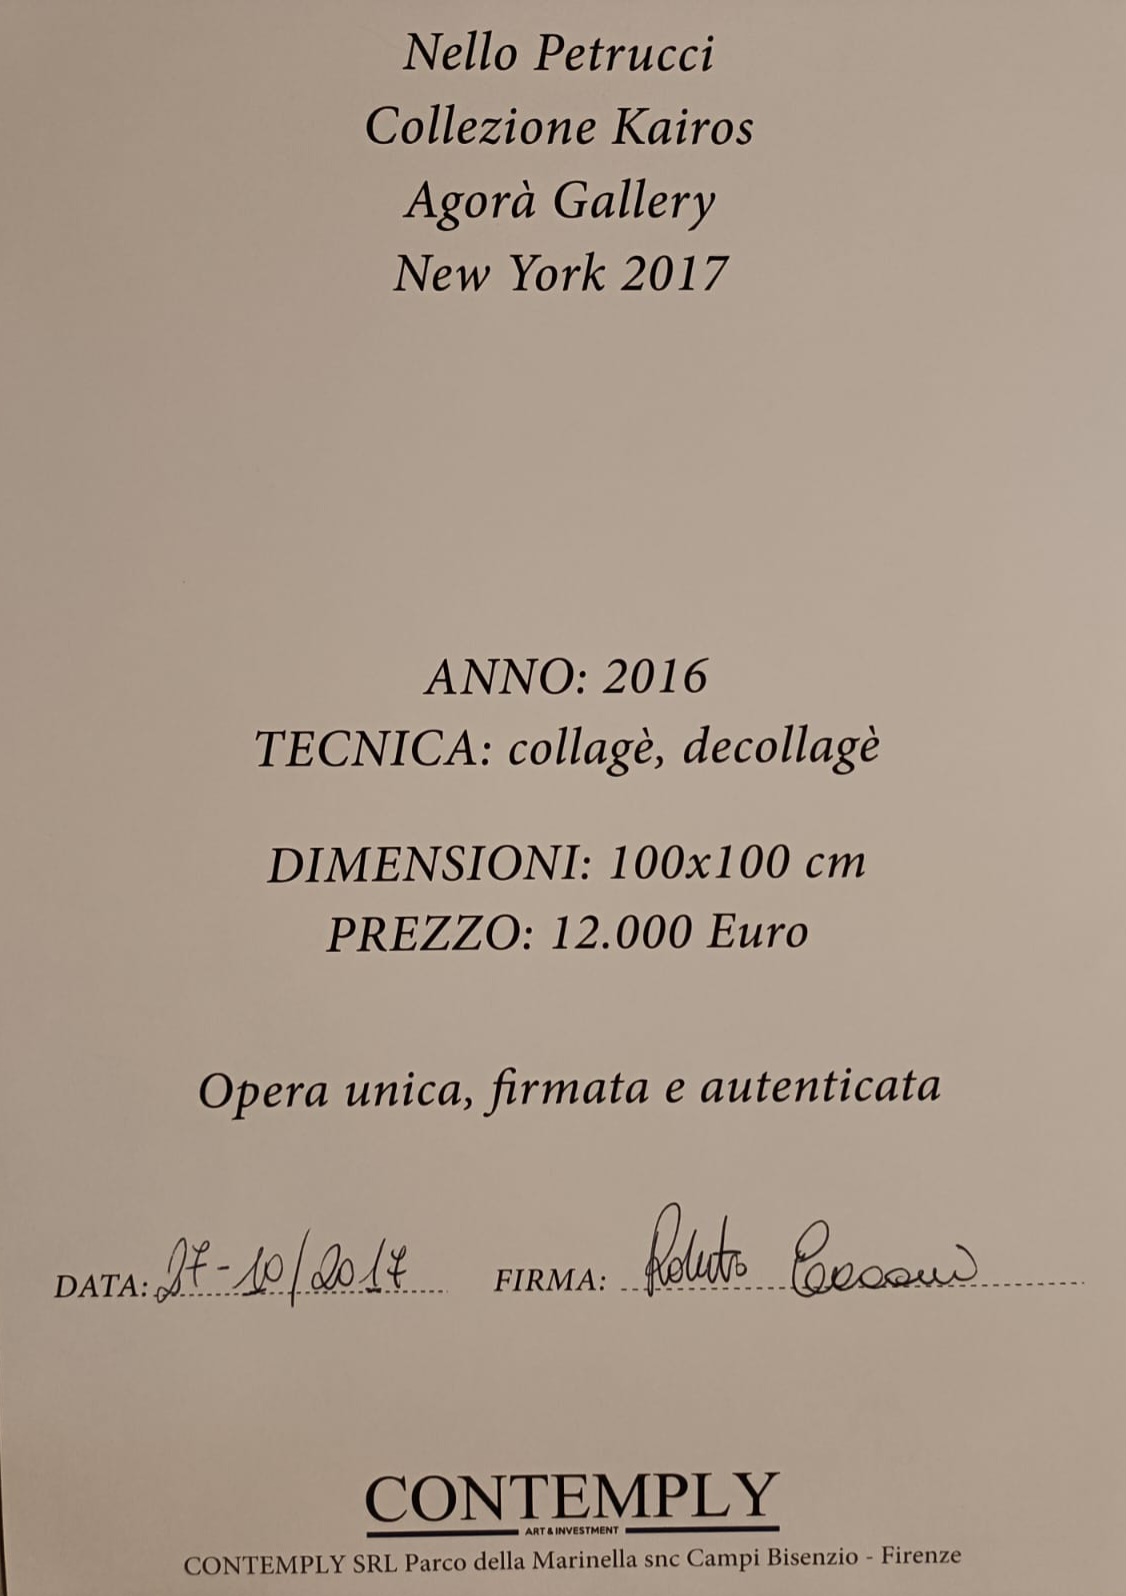 Nello Petrucci
Collezione Kairos
Agorà Gallery
New York 2017
ANNO: 2016
TECNICA: collagè, decollagè
DIMENSIONI: 100x100 cm
PREZZO: 12.000 Euro
Opera unica, firmata e autenticata
DATA: 27-10/2017 FIRMA: Roberto
CONTEMPLY
ART & INVESTMENT
CONTEMPLY SRL Parco della Marinella snc Campi Bisenzio - Firenze